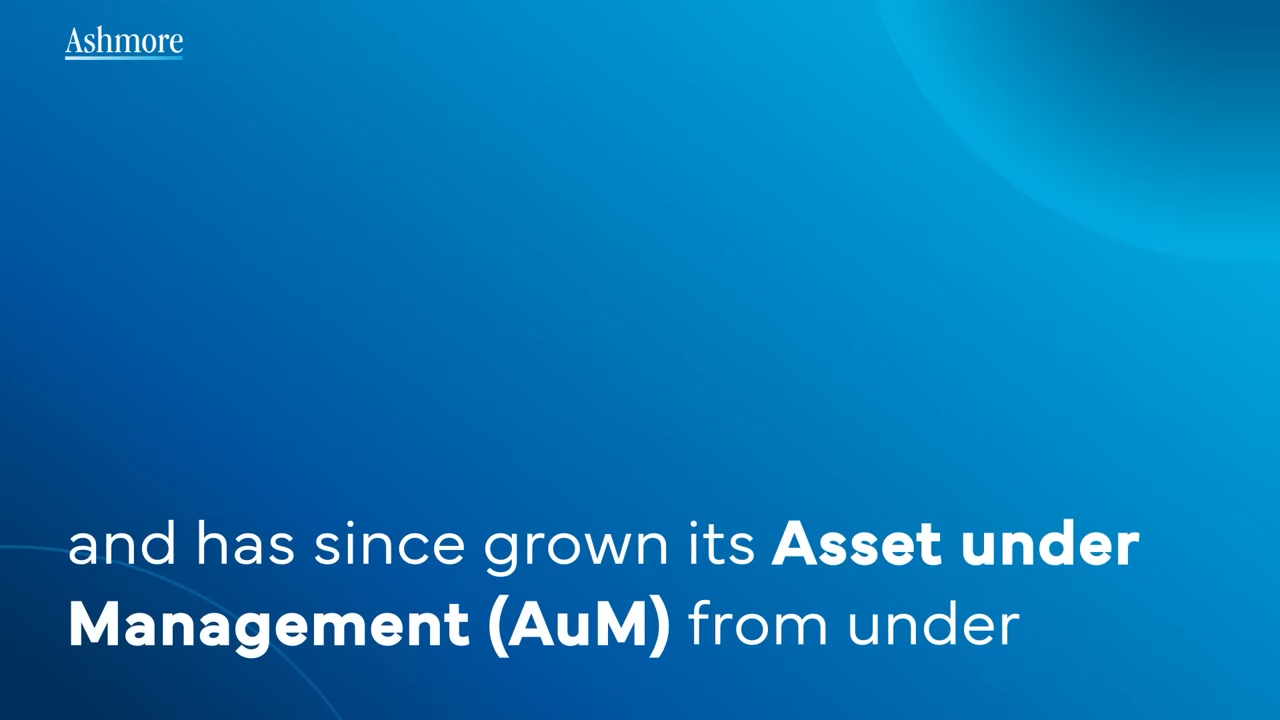 Ashmore
and has since grown its Asset under
Management (AuM) from under